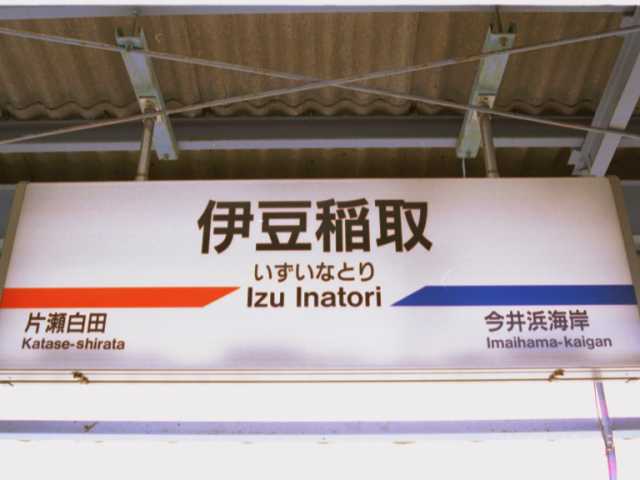 伊豆稲取
いずいなとり
Izu Inatori
片瀬白田
Katase-shirata
今井浜海岸
Imaihama-kaigan